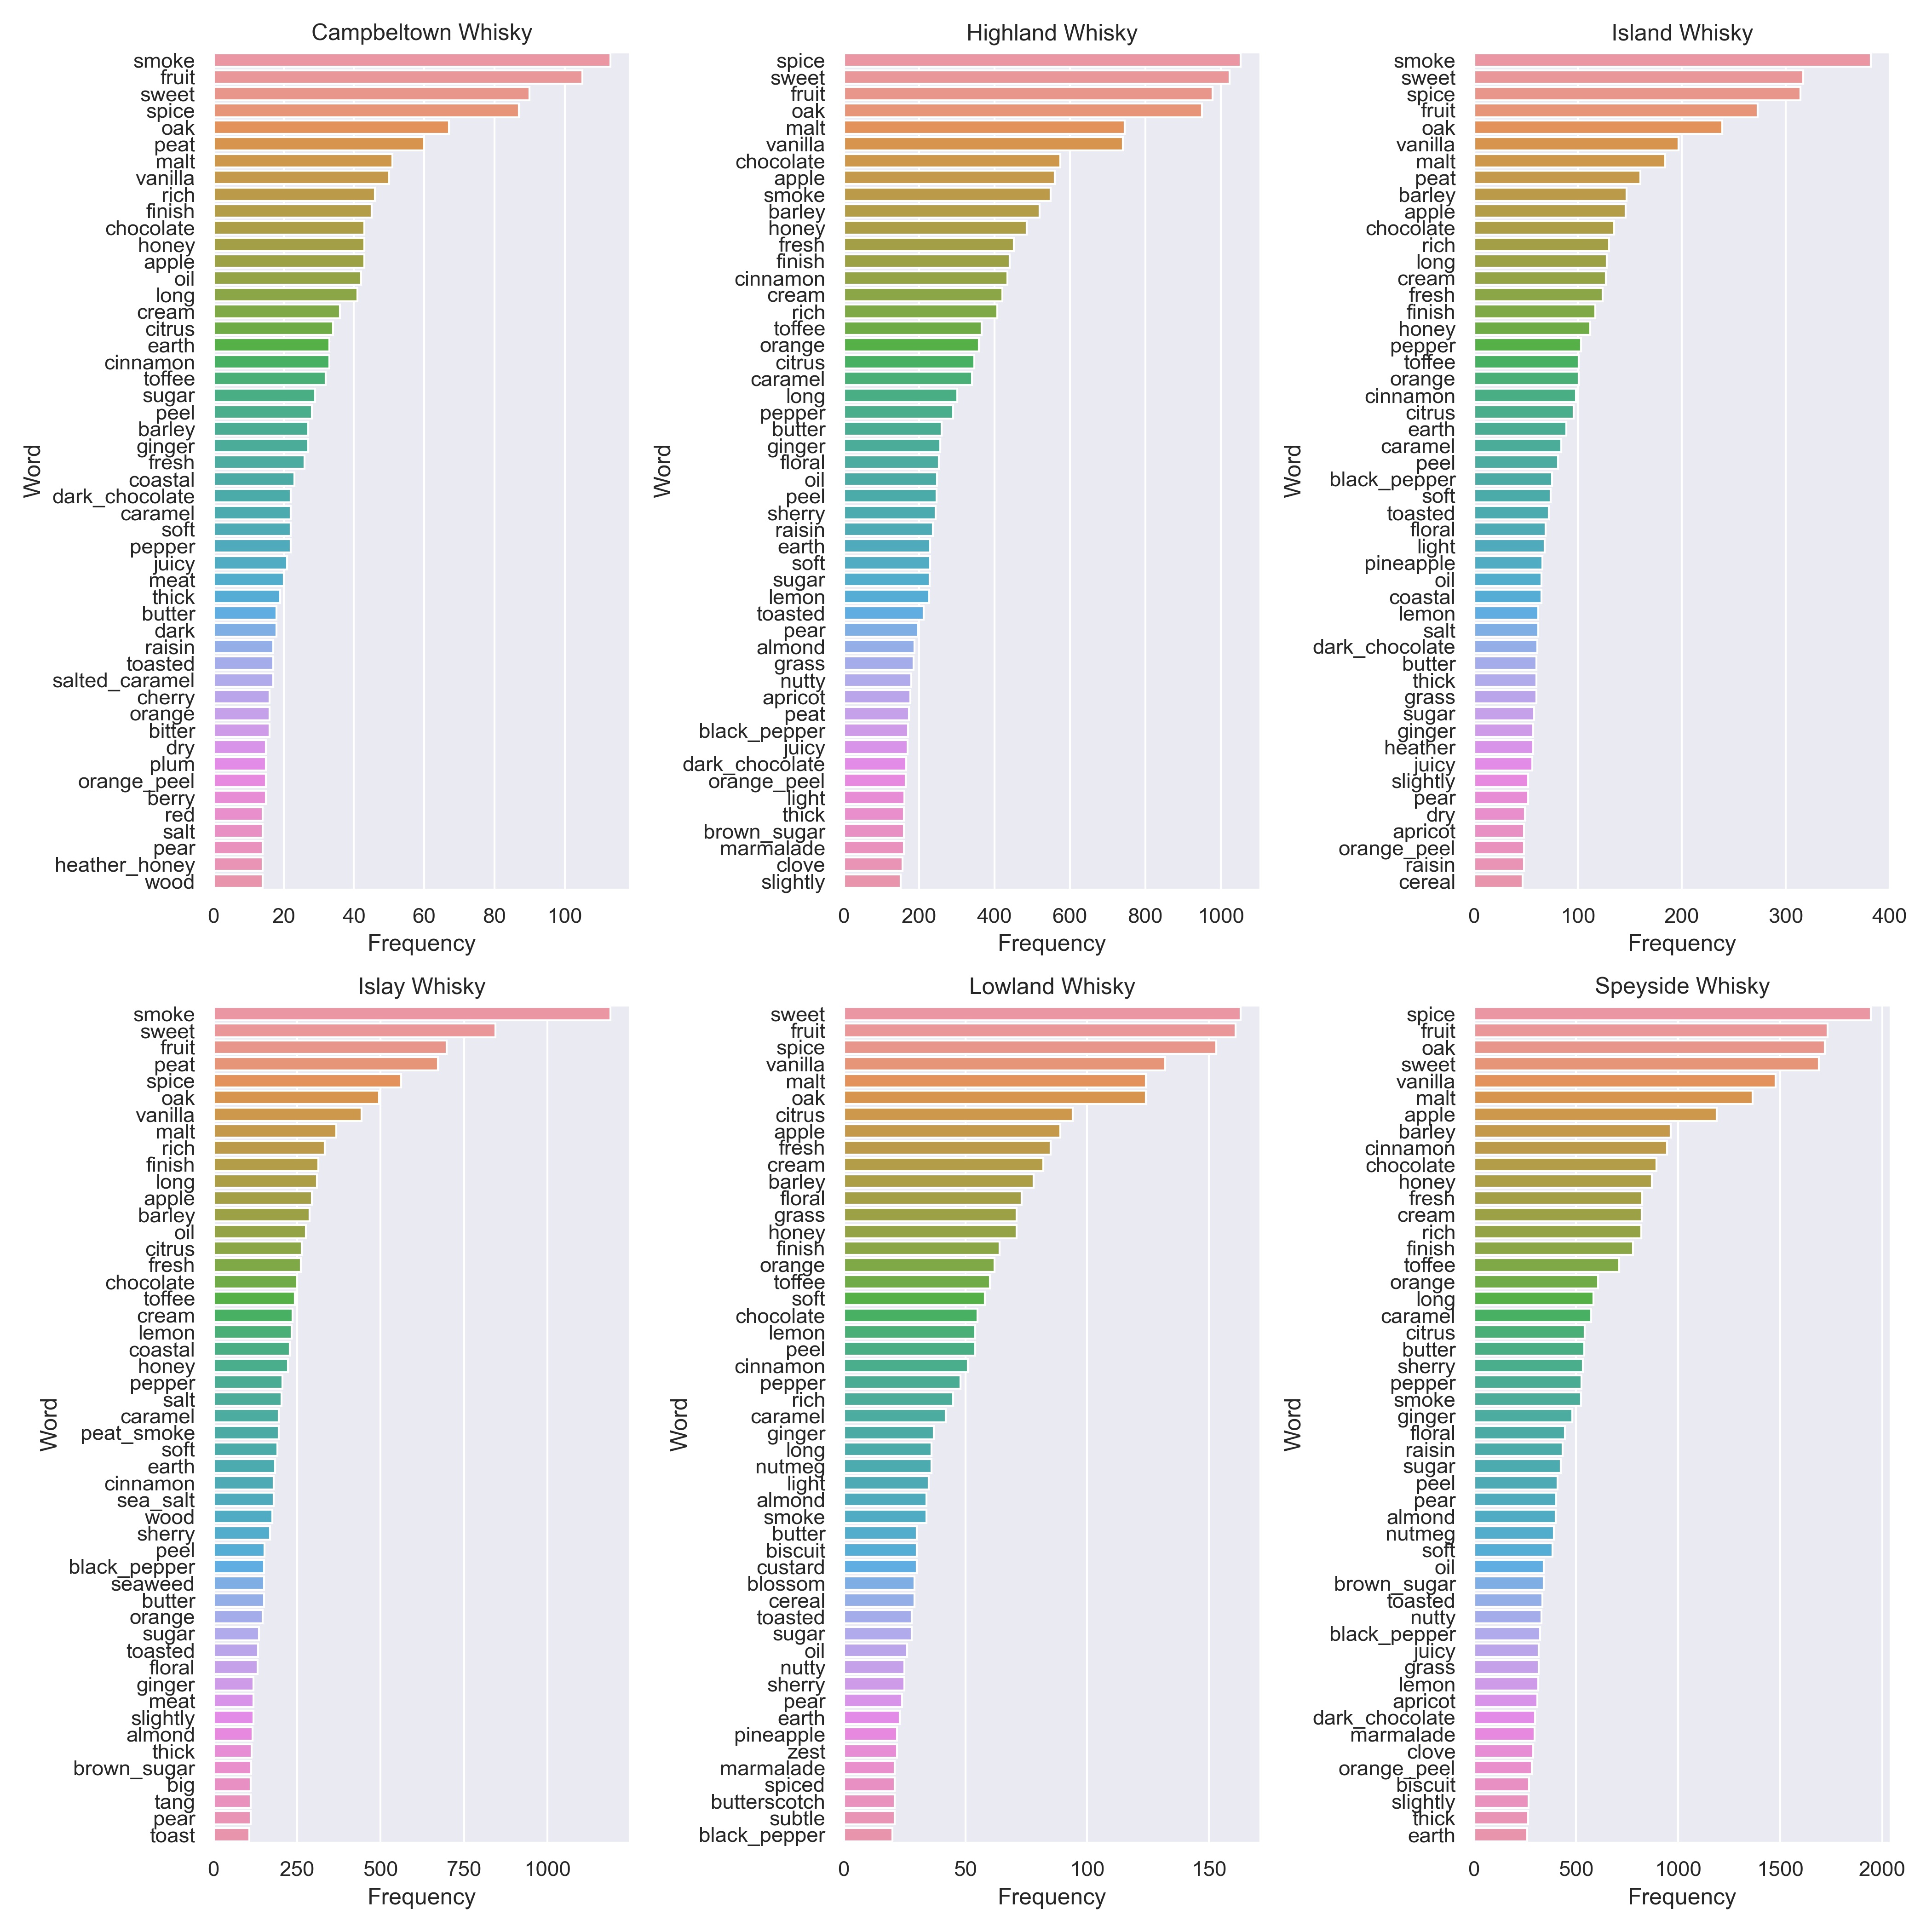 Campbeltown Whisky
smoke
fruit
sweet
spice
oak
peat
malt
vanilla
rich
finish
chocolate
honey
apple
oil
long
cream
citrus
earth
cinnamon
toffee
sugar
peel
barley
ginger
fresh
coastal
dark_chocolate
caramel
soft
pepper
juicy
meat
thick
butter
dark
raisin
toasted
salted_caramel
cherry
orange
bitter
dry
plum
orange_peel
berry
red
salt
pear
heather_honey
wood
Word
0 20 40 60 80 100
Frequency
Highland Whisky
spice
sweet
fruit
oak
malt
vanilla
chocolate
apple
smoke
barley
honey
fresh
finish
cinnamon
cream
rich
toffee
orange
citrus
caramel
long
pepper
butter
ginger
floral
oil
peel
sherry
raisin
earth
soft
sugar
lemon
toasted
pear
almond
grass
nutty
apricot
peat
black_pepper
juicy
dark_chocolate
orange_peel
light
thick
brown_sugar
marmalade
clove
slightly
Word
0 200 400 600 800 1000
Frequency
Island Whisky
smoke
sweet
spice
fruit
oak
vanilla
malt
peat
barley
apple
chocolate
rich
long
cream
fresh
finish
honey
pepper
toffee
orange
cinnamon
citrus
earth
caramel
peel
black_pepper
soft
toasted
floral
light
pineapple
oil
coastal
lemon
salt
dark_chocolate
butter
thick
grass
sugar
ginger
heather
juicy
slightly
pear
dry
apricot
orange_peel
raisin
cereal
Word
0 100 200 300 400
Frequency
Islay Whisky
smoke
sweet
fruit
peat
spice
oak
vanilla
malt
rich
finish
long
apple
barley
oil
citrus
fresh
chocolate
toffee
cream
lemon
coastal
honey
pepper
salt
caramel
peat_smoke
soft
earth
cinnamon
sea_salt
wood
sherry
peel
black_pepper
seaweed
butter
orange
sugar
toasted
floral
ginger
meat
slightly
almond
thick
brown_sugar
big
tang
pear
toast
Word
0 250 500 750 1000
Frequency
Lowland Whisky
sweet
fruit
spice
vanilla
malt
oak
citrus
apple
fresh
cream
barley
floral
grass
honey
finish
orange
toffee
soft
chocolate
lemon
peel
cinnamon
pepper
rich
caramel
ginger
long
nutmeg
light
almond
smoke
butter
biscuit
custard
blossom
cereal
toasted
sugar
oil
nutty
sherry
pear
earth
pineapple
zest
marmalade
spiced
butterscotch
subtle
black_pepper
Word
0 50 100 150
Frequency
Speyside Whisky
spice
fruit
oak
sweet
vanilla
malt
apple
barley
cinnamon
chocolate
honey
fresh
cream
rich
finish
toffee
orange
long
caramel
citrus
butter
sherry
pepper
smoke
ginger
floral
raisin
sugar
peel
pear
almond
nutmeg
soft
oil
brown_sugar
toasted
nutty
black_pepper
juicy
grass
lemon
apricot
dark_chocolate
marmalade
clove
orange_peel
biscuit
slightly
thick
earth
Word
0 500 1000 1500 2000
Frequency